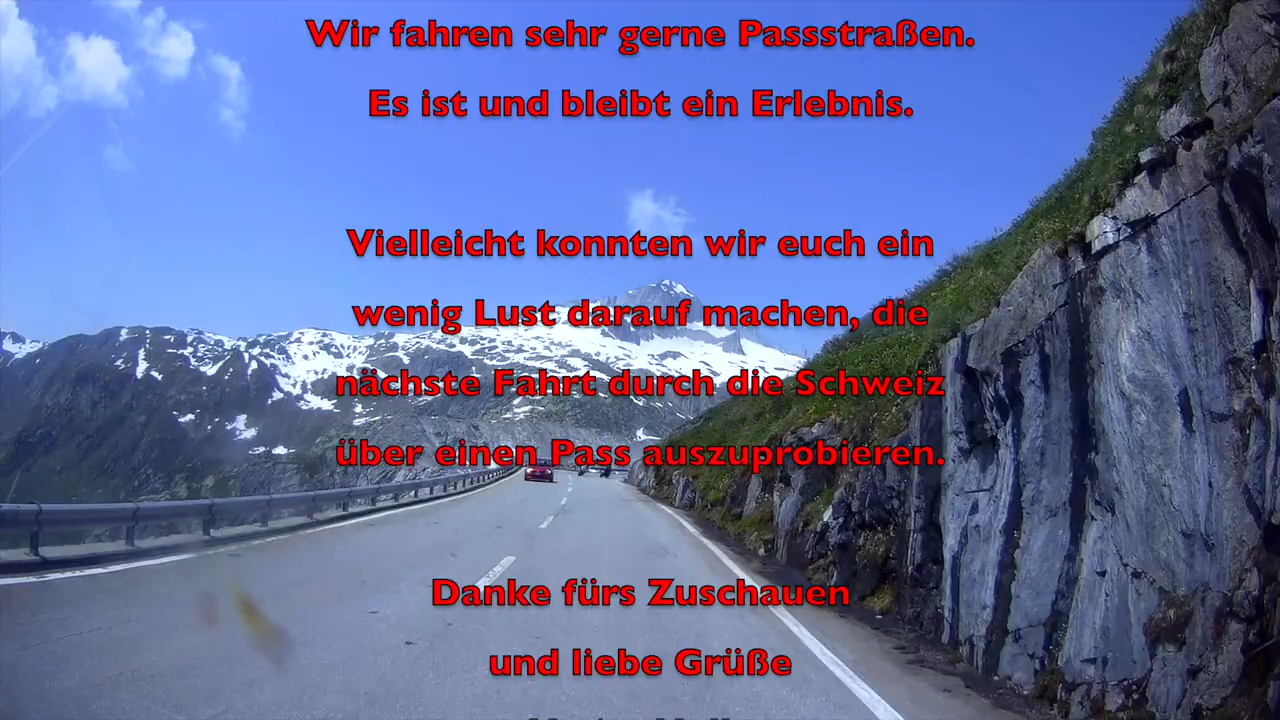 Wir fahren sehr gerne Passstraßen.
Es ist und bleibt ein Erlebnis.
Vielleicht konnten wir euch ein
wenig Lust darauf machen, die
nächste Fahrt durch die Schweiz
über einen Pass auszuprobieren.
Danke fürs Zuschauen
und liebe Grüße